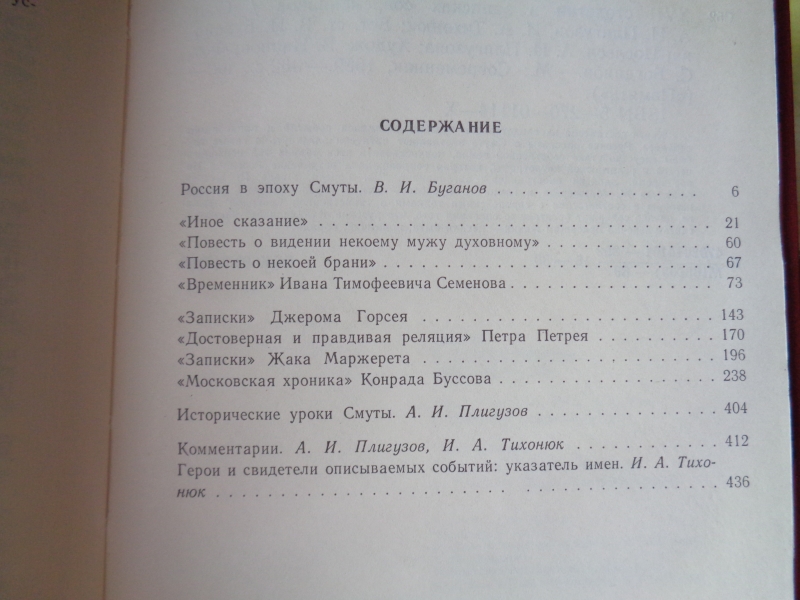 СОДЕРЖАНИЕ
Россия в эпоху Смуты. В. И. Буганов . . . . . . . . . . . . . . . . . 6
«Иное сказание» . . . . . . . . . . . . . . . . . . . . . . . . . . . . . . . 21
«Повесть о видении некоему мужу духовному» . . . . . . . . . . . . . 60
«Повесть о некоей брани» . . . . . . . . . . . . . . . . . . . . . . . . . 67
«Временник» Ивана Тимофеевича Семенова . . . . . . . . . . . . . . . . 73
«Записки» Джерома Горсея . . . . . . . . . . . . . . . . . . . . . . . 143
«Достоверная и правдивая реляция» Петра Петрея . . . . . . . . . . 170
«Записки» Жака Маржерета . . . . . . . . . . . . . . . . . . . . . . . 196
«Московская хроника» Конрада Буссова . . . . . . . . . . . . . . . . 238
Исторические уроки Смуты. А. И. Плигузов . . . . . . . . . . . . . . 404
Комментарии. А. И. Плигузов, И. А. Тихонюк . . . . . . . . . . . . 412
Герои и свидетели описываемых событий: указатель имен. И. А. Тихо-
нюк . . . . . . . . . . . . . . . . . . . . . . . . . . . . . . . . . . . 436